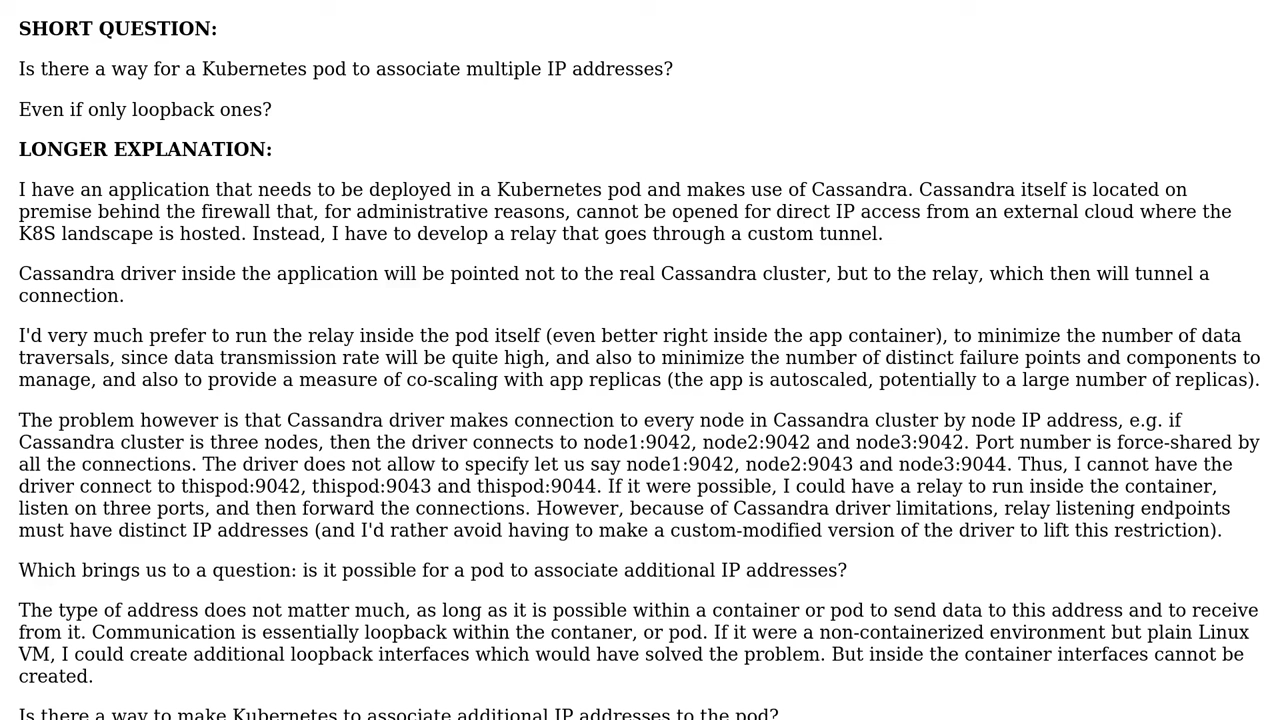 SHORT QUESTION:
Is there a way for a Kubernetes pod to associate multiple IP addresses?
Even if only loopback ones?
LONGER EXPLANATION:
I have an application that needs to be deployed in a Kubernetes pod and makes use of Cassandra. Cassandra itself is located on
premise behind the firewall that, for administrative reasons, cannot be opened for direct IP access from an external cloud where the
K8S landscape is hosted. Instead, I have to develop a relay that goes through a custom tunnel.
Cassandra driver inside the application will be pointed not to the real Cassandra cluster, but to the relay, which then will tunnel a
connection.
I'd very much prefer to run the relay inside the pod itself (even better right inside the app container), to minimize the number of data
traversals, since data transmission rate will be quite high, and also to minimize the number of distinct failure points and components to
manage, and also to provide a measure of co-scaling with app replicas (the app is autoscaled, potentially to a large number of replicas).
The problem however is that Cassandra driver makes connection to every node in Cassandra cluster by node IP address, e.g. if
Cassandra cluster is three nodes, then the driver connects to node1:9042, node2:9042 and node3:9042. Port number is force-shared by
all the connections. The driver does not allow to specify let us say node1:9042, node2:9043 and node3:9044. Thus, I cannot have the
driver connect to thispod:9042, thispod:9043 and thispod:9044. If it were possible, I could have a relay to run inside the container,
listen on three ports, and then forward the connections. However, because of Cassandra driver limitations, relay listening endpoints
must have distinct IP addresses (and I'd rather avoid having to make a custom-modified version of the driver to lift this restriction).
Which brings us to a question: is it possible for a pod to associate additional IP addresses?
The type of address does not matter much, as long as it is possible within a container or pod to send data to this address and to receive
from it. Communication is essentially loopback within the contaner, or pod. If it were a non-containerized environment but plain Linux
VM, I could create additional loopback interfaces which would have solved the problem. But inside the container interfaces cannot be
created.
Is there a way to make Kubernetes to associate additional IP addresses to the pod?